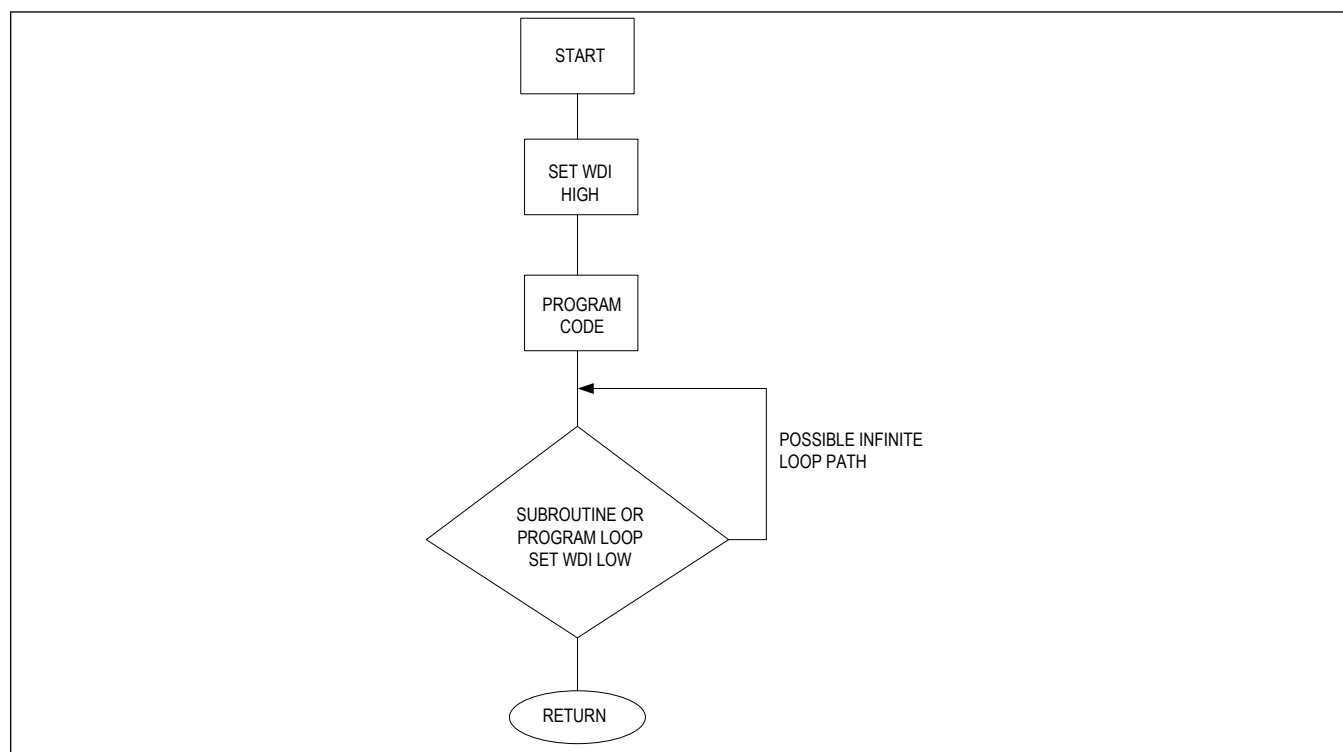 START
SET WDI
HIGH
PROGRAM
CODE
POSSIBLE INFINITE
LOOP PATH
SUBROUTINE OR
PROGRAM LOOP
SET WDI LOW
RETURN